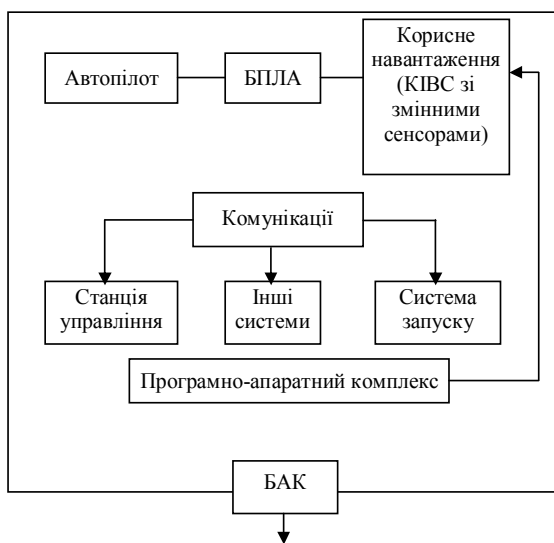 Автопілот
БПЛА
Корисне
навантаження
(КІВС зі
змінними
сенсорами)
Комунікації
Станція
управління
Інші
системи
Система
запуску
Програмно-апаратний комплекс
БАК